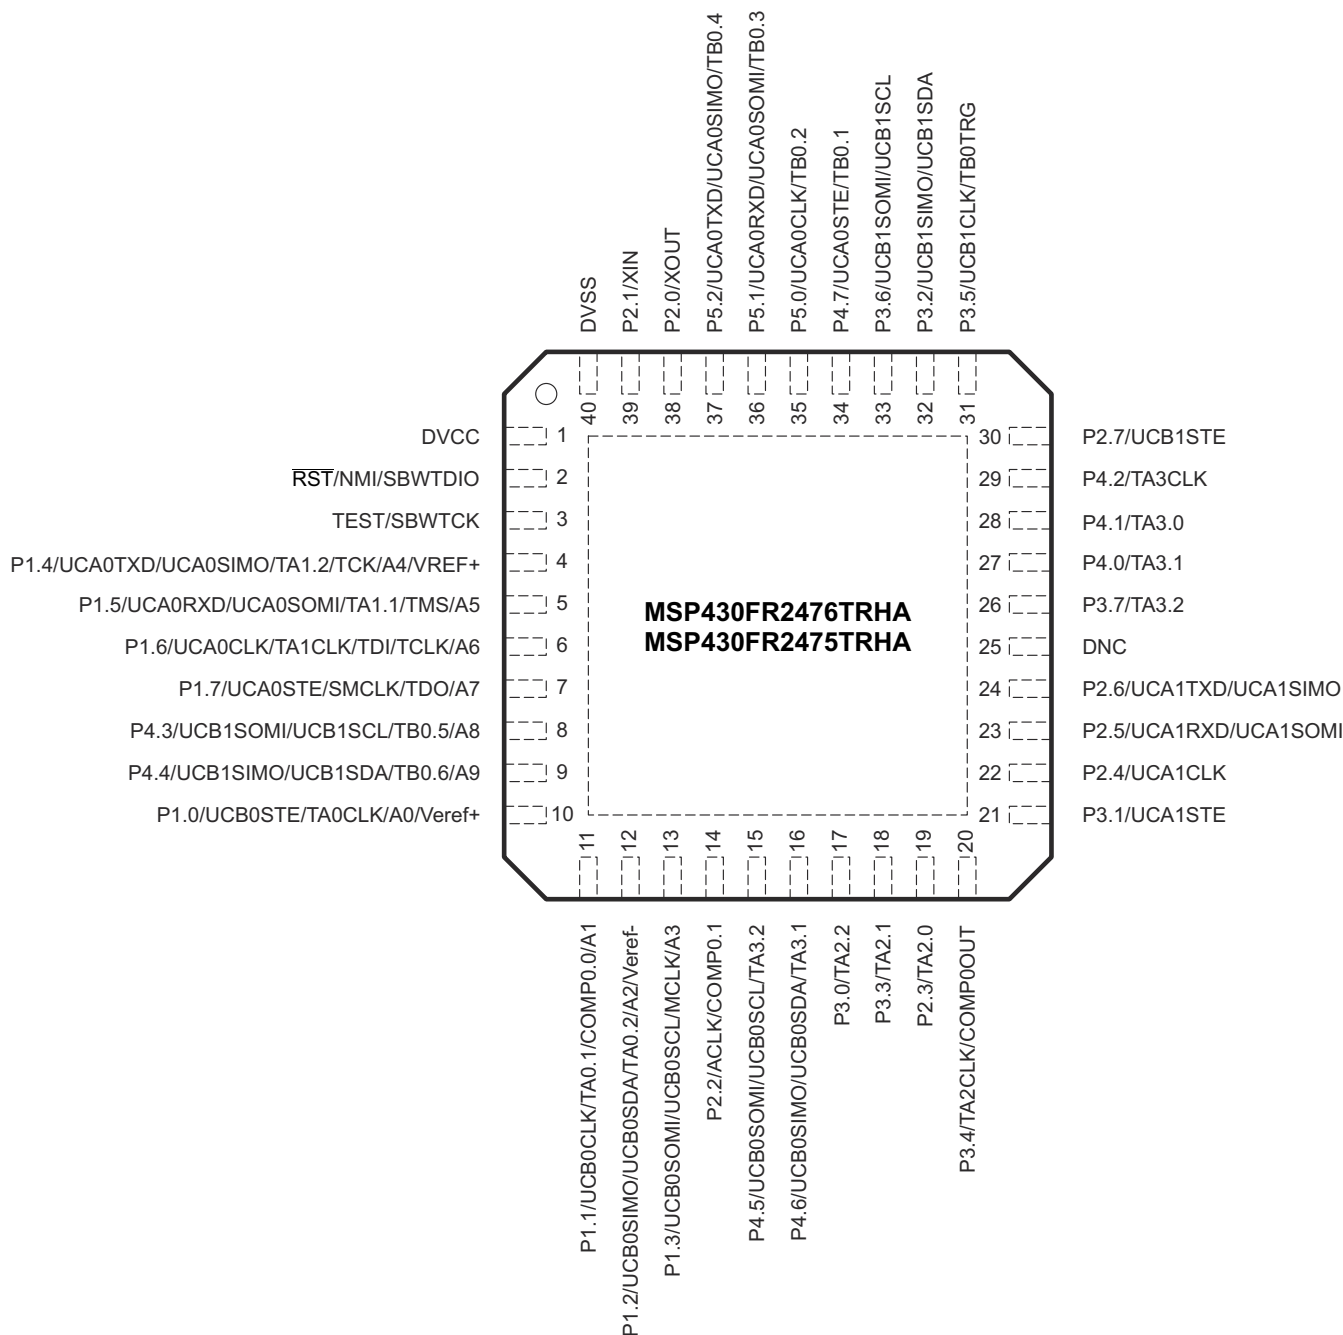 P5.2/UCA0TXD/UCA0SIMO/TB0.4
P5.1/UCA0RXD/UCA0SOMI/TB0.3
P5.0/UCA0CLK/TB0.2
P4.7/UCA0STE/TB0.1
P3.6/UCB1SOMI/UCB1SCL
P3.2/UCB1SIMO/UCB1SDA
P3.5/UCB1CLK/TB0TRG
DVSS
P2.1/XIN
P2.0/XOUT
40
39
38
37
36
35
34
33
32
31
DVCC
1
RST/NMI/SBWTDIO
2
TEST/SBWTCK
3
P1.4/UCA0TXD/UCA0SIMO/TA1.2/TCK/A4/VREF+
4
P1.5/UCA0RXD/UCA0SOMI/TA1.1/TMS/A5
5
P1.6/UCA0CLK/TA1CLK/TDI/TCLK/A6
6
P1.7/UCA0STE/SMCLK/TDO/A7
7
P4.3/UCB1SOMI/UCB1SCL/TB0.5/A8
8
P4.4/UCB1SIMO/UCB1SDA/TB0.6/A9
9
P1.0/UCB0STE/TA0CLK/A0/Veref+
10
MSP430FR2476TRHA
MSP430FR2475TRHA
30
P2.7/UCB1STE
29
P4.2/TA3CLK
28
P4.1/TA3.0
27
P4.0/TA3.1
26
P3.7/TA3.2
25
DNC
24
P2.6/UCA1TXD/UCA1SIMO
23
P2.5/UCA1RXD/UCA1SOMI
22
P2.4/UCA1CLK
21
P3.1/UCA1STE
11
12
13
14
15
16
17
18
19
20
P1.1/UCB0CLK/TA0.1/COMP0.0/A1
P1.2/UCB0SIMO/UCB0SDA/TA0.2/A2/Veref-
P1.3/UCB0SOMI/UCB0SCL/MCLK/A3
P2.2/ACLK/COMP0.1
P4.5/UCB0SOMI/UCB0SCL/TA3.2
P4.6/UCB0SIMO/UCB0SDA/TA3.1
P3.0/TA2.2
P3.3/TA2.1
P2.3/TA2.0
P3.4/TA2CLK/COMP0OUT